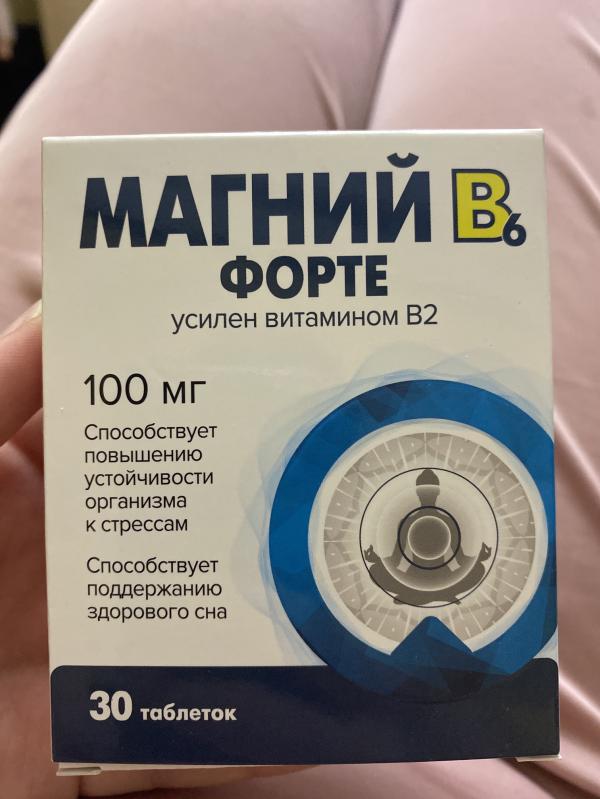 МАГНИЙ B6
ФОРТЕ
усилен витамином B2
100 мг
Способствует
повышению
устойчивости
организма
к стрессам
Способствует
поддержанию
здорового сна
30 таблеток